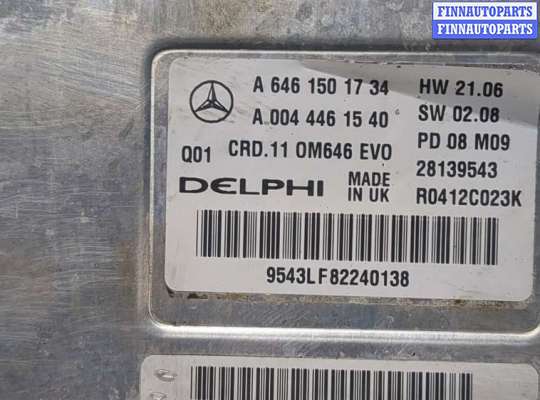 FINNAUTOPARTS
FINNAUTOPARTS
A 646 150 17 34 HW 21.06
A 004 446 15 40 SW 02.08
Q01 CRD.11 OM646 EVO PD 08 M09
28139543
DELPHI MADE IN UK R0412C023K
9543LF82240138